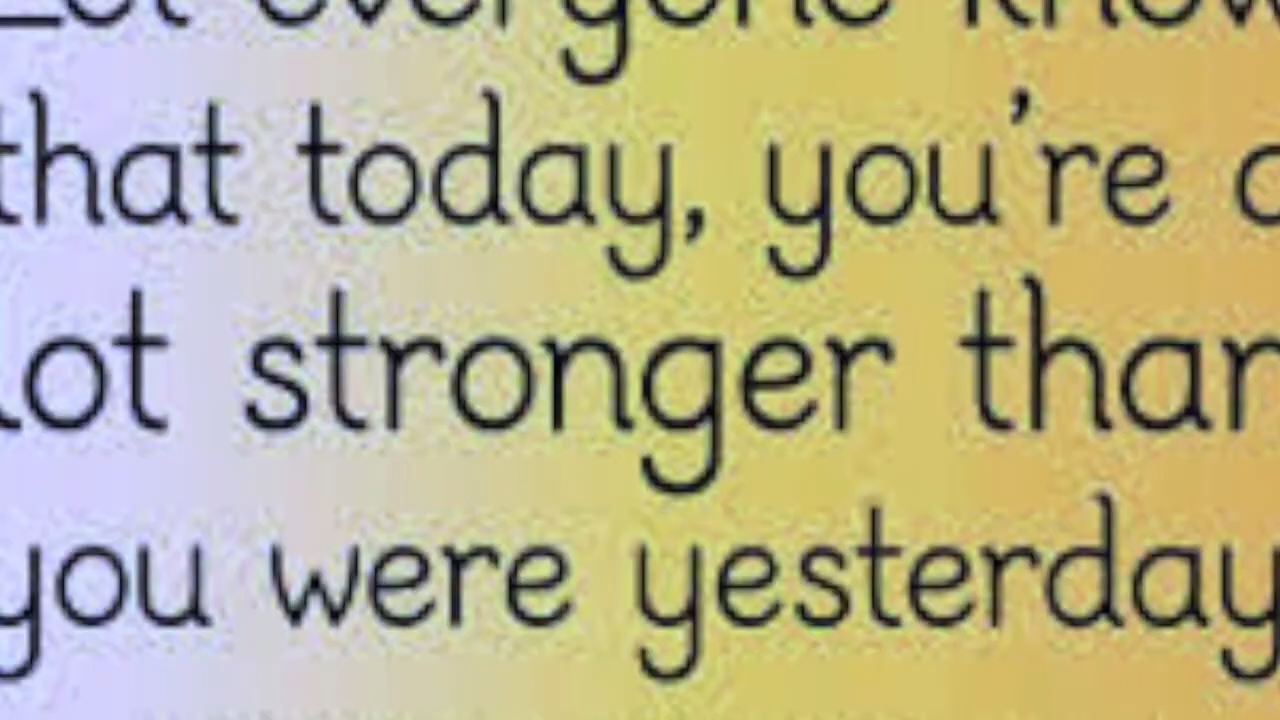 Let everyone know
that today, you're a
lot stronger than
you were yesterday